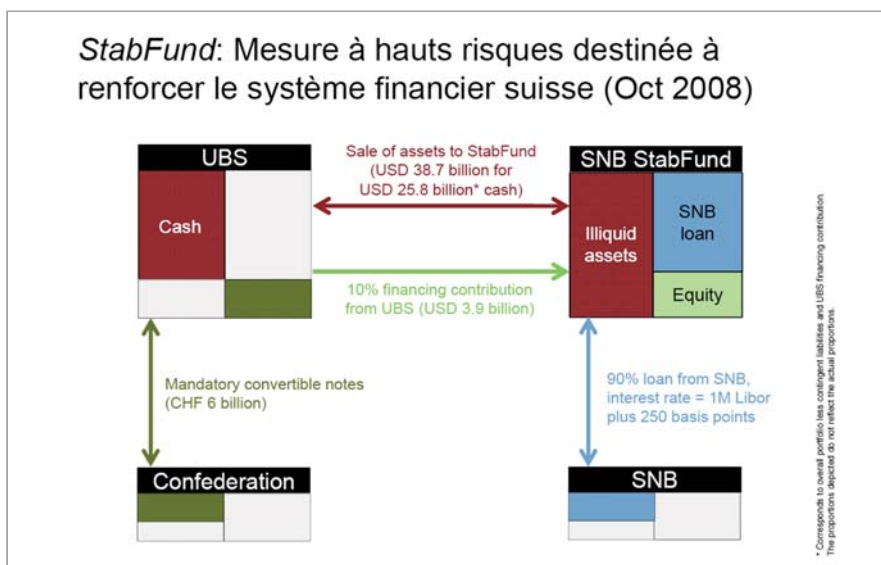 StabFund: Mesure à hauts risques destinée à
renforcer le système financier suisse (Oct 2008)
UBS
Cash
Sale of assets to StabFund
(USD 38.7 billion for
USD 25.8 billion* cash)
10% financing contribution
from UBS (USD 3.9 billion)
SNB StabFund
Illiquid
assets
SNB
loan
Equity
Mandatory convertible notes
(CHF 6 billion)
90% loan from SNB,
interest rate = 1M Libor
plus 250 basis points
Confederation
SNB
* Corresponds to overall portfolio less contingent liabilities and UBS financing contribution
The proportions depicted do not reflect the actual proportions.